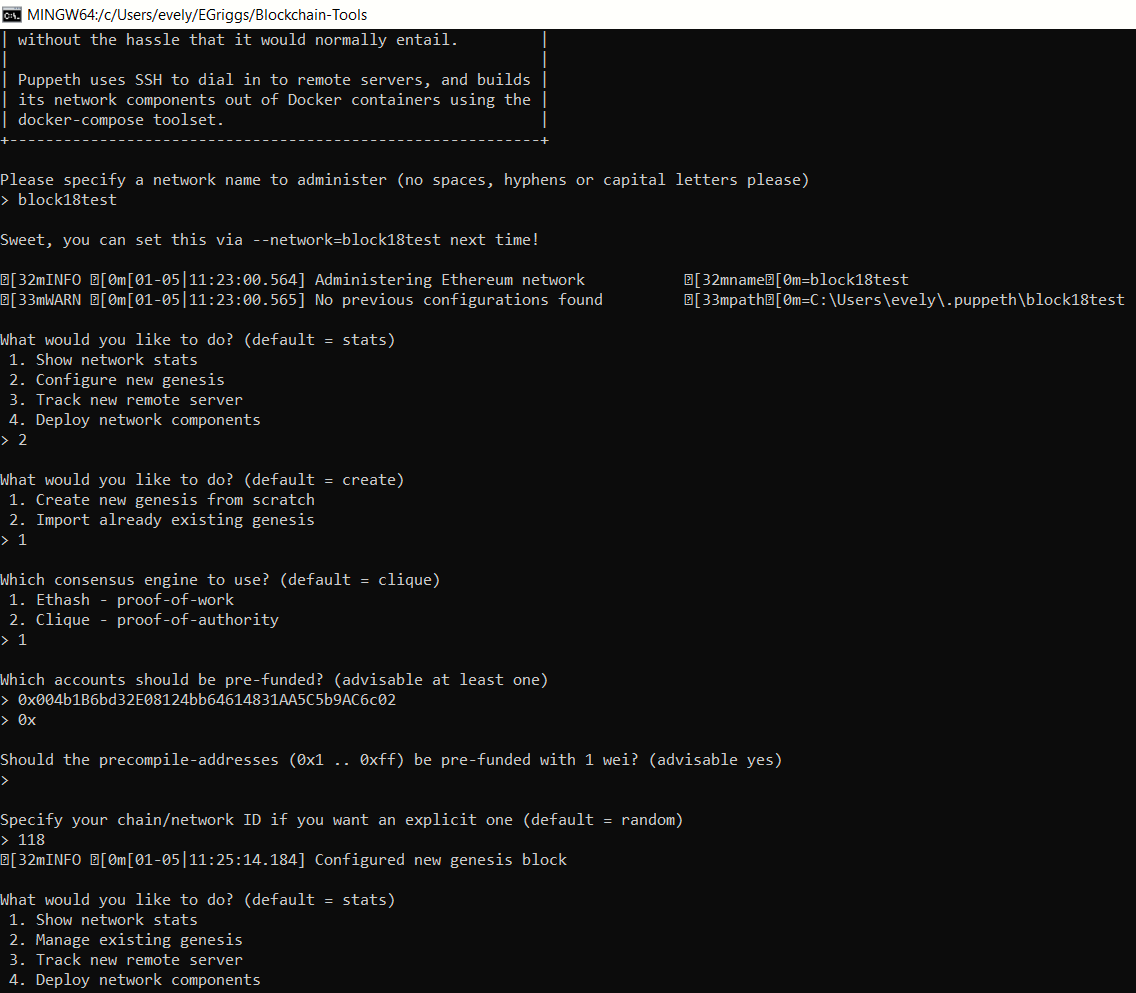 MINGW64:/c/Users/evely/EGriggs/Blockchain-Tools
| without the hassle that it would normally entail. |
| |
| Puppeth uses SSH to dial in to remote servers, and builds |
| its network components out of Docker containers using the |
| docker-compose toolset. |
+-----------------------------------------------------------+
Please specify a network name to administer (no spaces, hyphens or capital letters please)
> block18test
Sweet, you can set this via --network=block18test next time!
[32mINFO [0m[01-05|11:23:00.564] Administering Ethereum network [32mname[0m=block18test
[33mWARN [0m[01-05|11:23:00.565] No previous configurations found [33mpath[0m=C:\Users\evely\.puppeth\block18test
What would you like to do? (default = stats)
1. Show network stats
2. Configure new genesis
3. Track new remote server
4. Deploy network components
> 2
What would you like to do? (default = create)
1. Create new genesis from scratch
2. Import already existing genesis
> 1
Which consensus engine to use? (default = clique)
1. Ethash - proof-of-work
2. Clique - proof-of-authority
> 1
Which accounts should be pre-funded? (advisable at least one)
> 0x004b1B6bd32E08124bb64614831AA5C5b9AC6c02
> 0x
Should the precompile-addresses (0x1 .. 0xff) be pre-funded with 1 wei? (advisable yes)
>
Specify your chain/network ID if you want an explicit one (default = random)
> 118
[32mINFO [0m[01-05|11:25:14.184] Configured new genesis block
What would you like to do? (default = stats)
1. Show network stats
2. Manage existing genesis
3. Track new remote server
4. Deploy network components